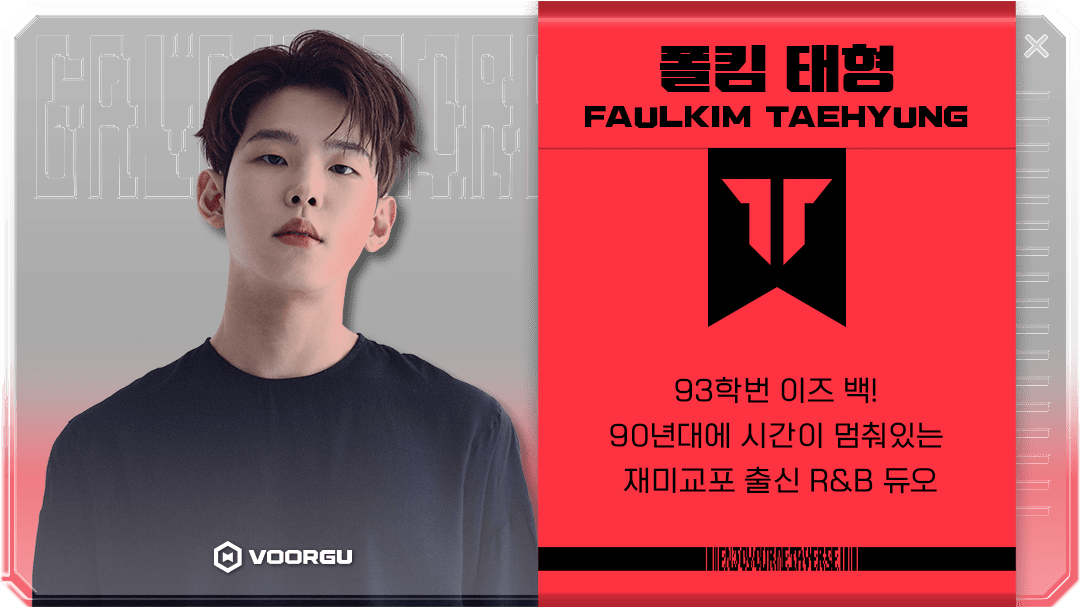 폴킴 태형
FAULKIM TAEHYUNG
93학번 이즈 백!
90년대에 시간이 멈춰있는
재미교포 출신 R&B 듀오
VOORGU
ENJOYOURMETAVERSE